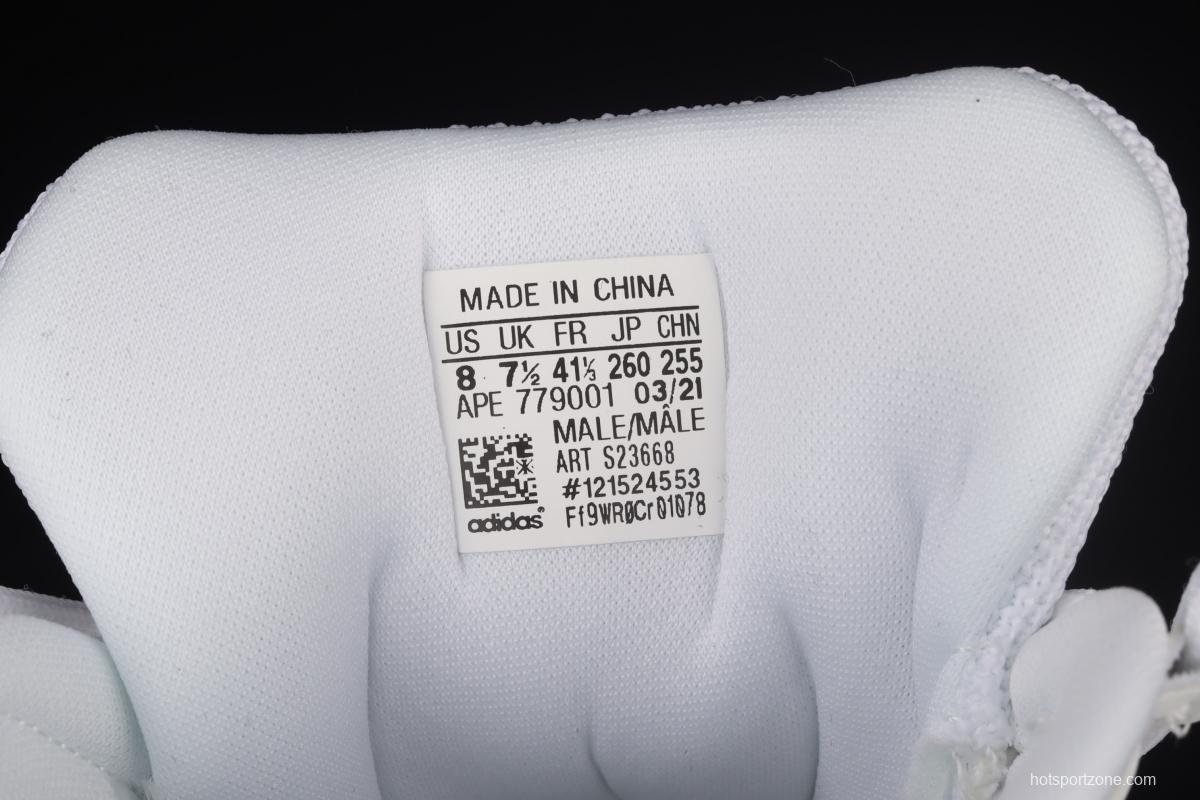 MADE IN CHINA
US UK FR JP CHN
8 7½ 41⅓ 260 255
APE 779001 03/21
MALE/MÂLE
ART S23668
#121524553
adidas®
Ff9WRØCr01078
hotsportzone.com